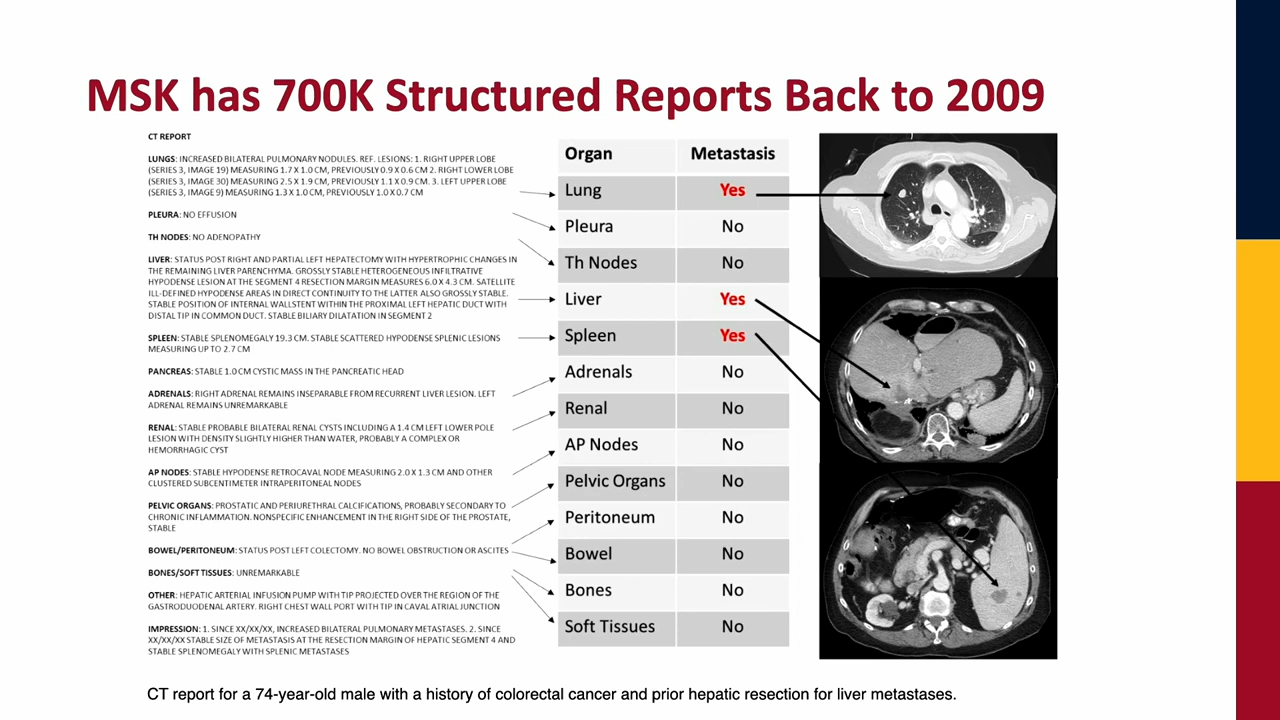 MSK has 700K Structured Reports Back to 2009
CT REPORT
LUNGS: INCREASED BILATERAL PULMONARY NODULES. REF. LESIONS: 1. RIGHT UPPER LOBE
(SERIES 3, IMAGE 19) MEASURING 1.7 X 1.0 CM, PREVIOUSLY 0.9 X 0.6 CM 2. RIGHT LOWER LOBE
(SERIES 3, IMAGE 30) MEASURING 2.5 X 1.9 CM, PREVIOUSLY 1.1 X 0.9 CM. 3. LEFT UPPER LOBE
(SERIES 3, IMAGE 9) MEASURING 1.3 X 1.0 CM, PREVIOUSLY 1.0 X 0.7 CM
PLEURA: NO EFFUSION
TH NODES: NO ADENOPATHY
LIVER: STATUS POST RIGHT AND PARTIAL LEFT HEPATECTOMY WITH HYPERTROPHIC CHANGES IN
THE REMAINING LIVER PARENCHYMA. GROSSLY STABLE HETEROGENEOUS INFILTRATIVE
HYPODENSE LESION AT THE SEGMENT 4 RESECTION MARGIN MEASURES 6.0 X 4.3 CM. SATELLITE
ILL-DEFINED HYPODENSE AREAS IN DIRECT CONTINUITY TO THE LATTER ALSO GROSSLY STABLE.
STABLE POSITION OF INTERNAL WALLSTENT WITHIN THE PROXIMAL LEFT HEPATIC DUCT WITH
DISTAL TIP IN COMMON DUCT. STABLE BILIARY DILATATION IN SEGMENT 2
SPLEEN: STABLE SPLENOMEGALY 19.3 CM. STABLE SCATTERED HYPODENSE SPLENIC LESIONS
MEASURING UP TO 2.7 CM
PANCREAS: STABLE 1.0 CM CYSTIC MASS IN THE PANCREATIC HEAD
ADRENALS: RIGHT ADRENAL REMAINS INSEPARABLE FROM RECURRENT LIVER LESION. LEFT
ADRENAL REMAINS UNREMARKABLE
RENAL: STABLE PROBABLE BILATERAL RENAL CYSTS INCLUDING A 1.4 CM LEFT LOWER POLE
LESION WITH DENSITY SLIGHTLY HIGHER THAN WATER, PROBABLY A COMPLEX OR
HEMORRHAGIC CYST
AP NODES: STABLE HYPODENSE RETROCAVAL NODE MEASURING 2.0 X 1.3 CM AND OTHER
CLUSTERED SUBCENTIMETER INTRAPERITONEAL NODES
PELVIC ORGANS: PROSTATIC AND PERIURETHRAL CALCIFICATIONS, PROBABLY SECONDARY TO
CHRONIC INFLAMMATION. NONSPECIFIC ENHANCEMENT IN THE RIGHT SIDE OF THE PROSTATE,
STABLE
BOWEL/PERITONEUM: STATUS POST LEFT COLECTOMY. NO BOWEL OBSTRUCTION OR ASCITES
BONES/SOFT TISSUES: UNREMARKABLE
OTHER: HEPATIC ARTERIAL INFUSION PUMP WITH TIP PROJECTED OVER THE REGION OF THE
GASTRODUODENAL ARTERY. RIGHT CHEST WALL PORT WITH TIP IN CAVAL ATRIAL JUNCTION
IMPRESSION: 1. SINCE XX/XX/XX, INCREASED BILATERAL PULMONARY METASTASES. 2. SINCE
XX/XX/XX STABLE SIZE OF METASTASIS AT THE RESECTION MARGIN OF HEPATIC SEGMENT 4 AND
STABLE SPLENOMEGALY WITH SPLENIC METASTASES
Organ Metastasis
Lung Yes
Pleura No
Th Nodes No
Liver Yes
Spleen Yes
Adrenals No
Renal No
AP Nodes No
Pelvic Organs No
Peritoneum No
Bowel No
Bones No
Soft Tissues No
CT report for a 74-year-old male with a history of colorectal cancer and prior hepatic resection for liver metastases.